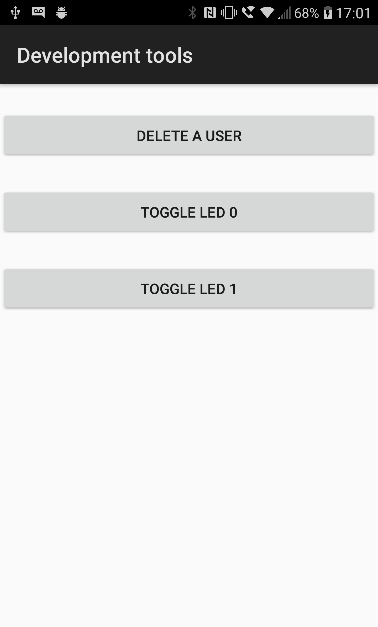 68% 17:01
Development tools
DELETE A USER
TOGGLE LED 0
TOGGLE LED 1